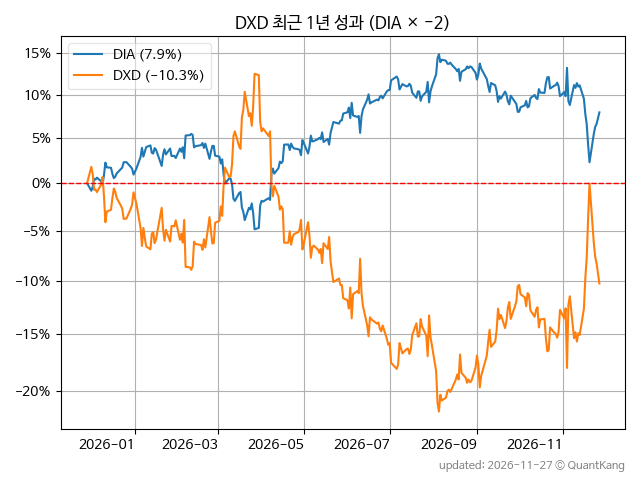 DXD 최근 1년 성과 (DIA × −2)
DIA (7.9%)
DXD (−10.3%)
15%
10%
5%
0%
−5%
−10%
−15%
−20%
2026−01 2026−03 2026−05 2026−07 2026−09 2026−11
updated: 2026−11−27 ⓒ QuantKang